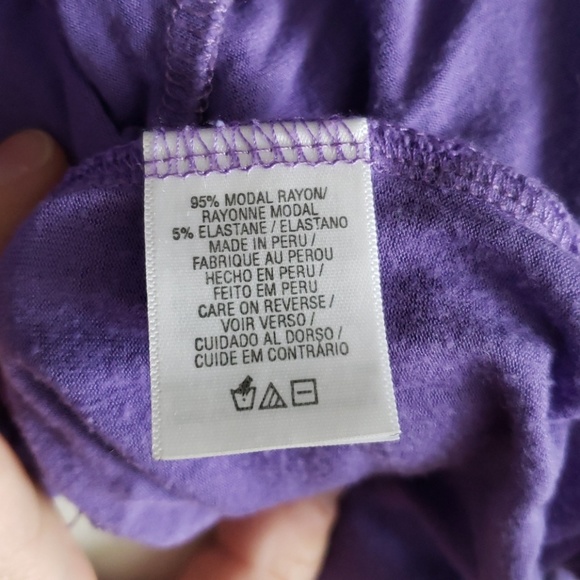 95% MODAL RAYON/
RAYONNE MODAL
5% ELASTANE / ELASTANO
MADE IN PERU /
FABRIQUE AU PEROU
HECHO EN PERU /
FEITO EM PERU
CARE ON REVERSE /
VOIR VERSO /
CUIDADO AL DORSO /
CUIDE EM CONTRÁRIO